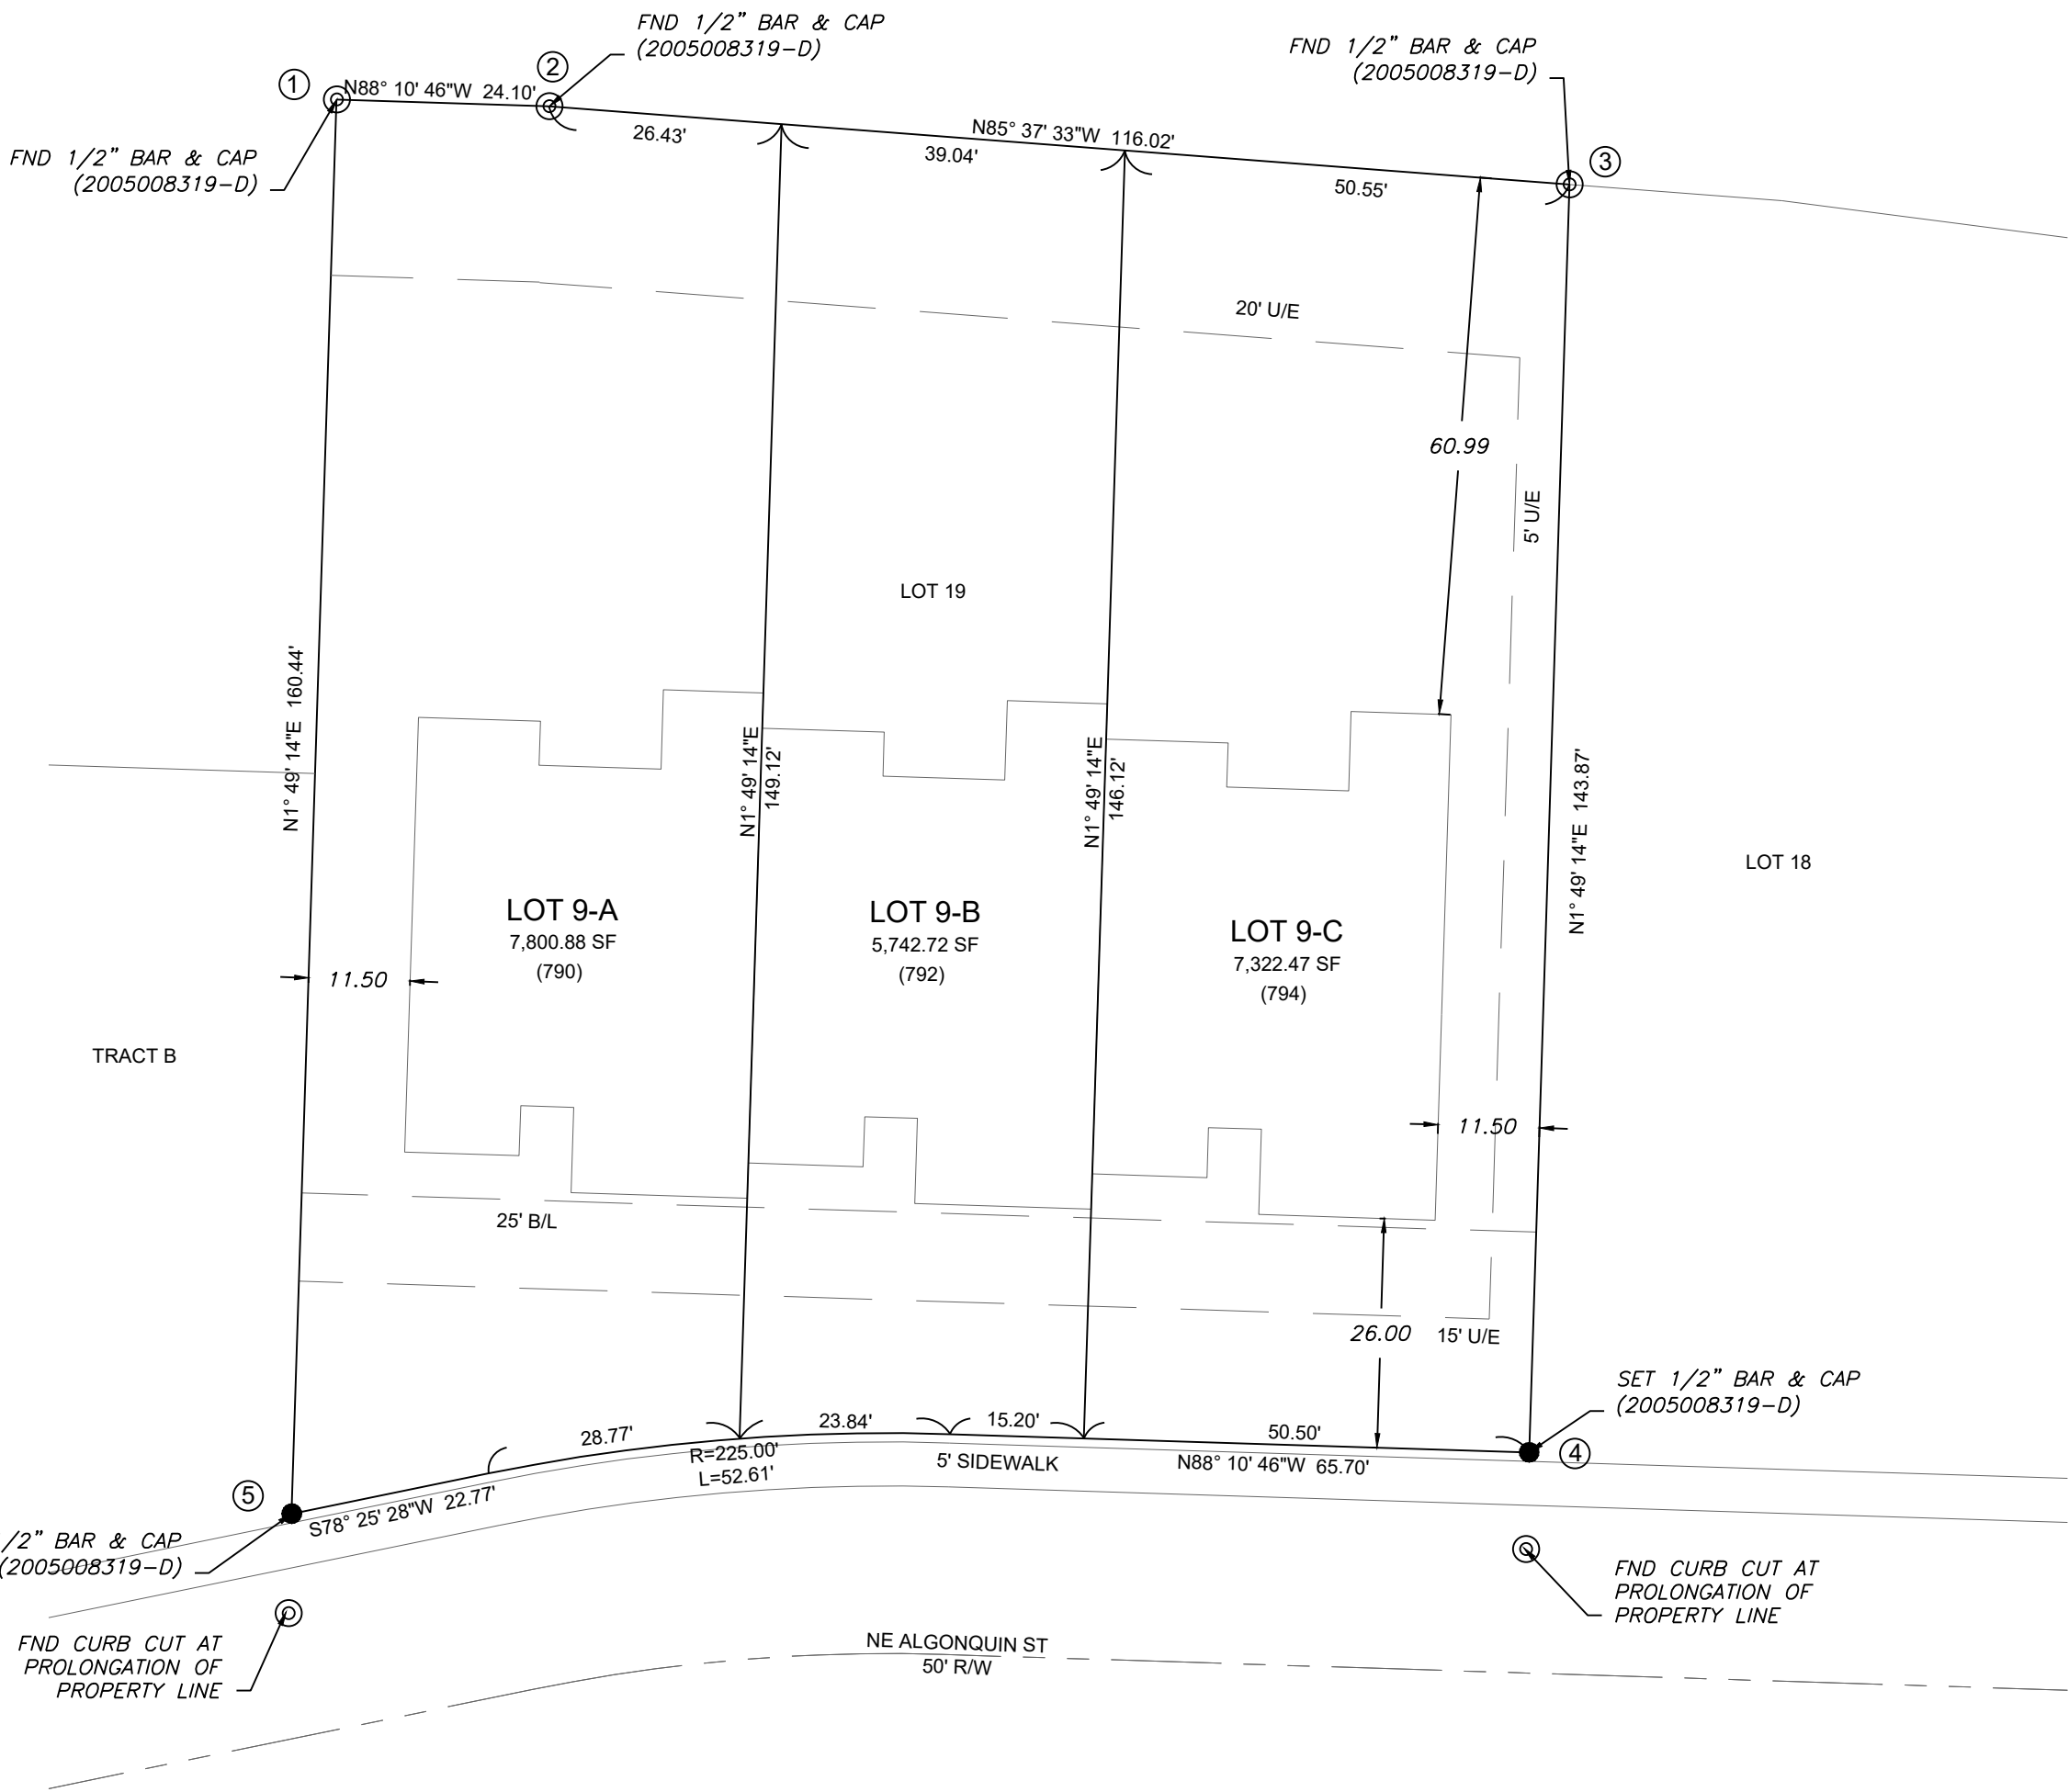 FND 1/2" BAR & CAP
(2005008319-D)
FND 1/2" BAR & CAP
(2005008319-D)
1
2
N88° 10' 46"W 24.10'
26.43'
N85° 37' 33"W 116.02'
39.04'
50.55'
3
FND 1/2" BAR & CAP
(2005008319-D)
20' U/E
60.99
5' U/E
LOT 19
N1° 49' 14"E 160.44'
N1° 49' 14"E
149.12'
N1° 49' 14"E
146.12'
N1° 49' 14"E 143.87'
LOT 18
LOT 9-A
7,800.88 SF
(790)
LOT 9-B
5,742.72 SF
(792)
LOT 9-C
7,322.47 SF
(794)
11.50
TRACT B
11.50
25' B/L
26.00
15' U/E
SET 1/2" BAR & CAP
(2005008319-D)
4
28.77'
23.84'
15.20'
50.50'
R=225.00'
L=52.61'
5' SIDEWALK
N88° 10' 46"W 65.70'
5
S78° 25' 28"W 22.77'
/2" BAR & CAP
(2005008319-D)
FND CURB CUT AT
PROLONGATION OF
PROPERTY LINE
FND CURB CUT AT
PROLONGATION OF
PROPERTY LINE
NE ALGONQUIN ST
50' R/W